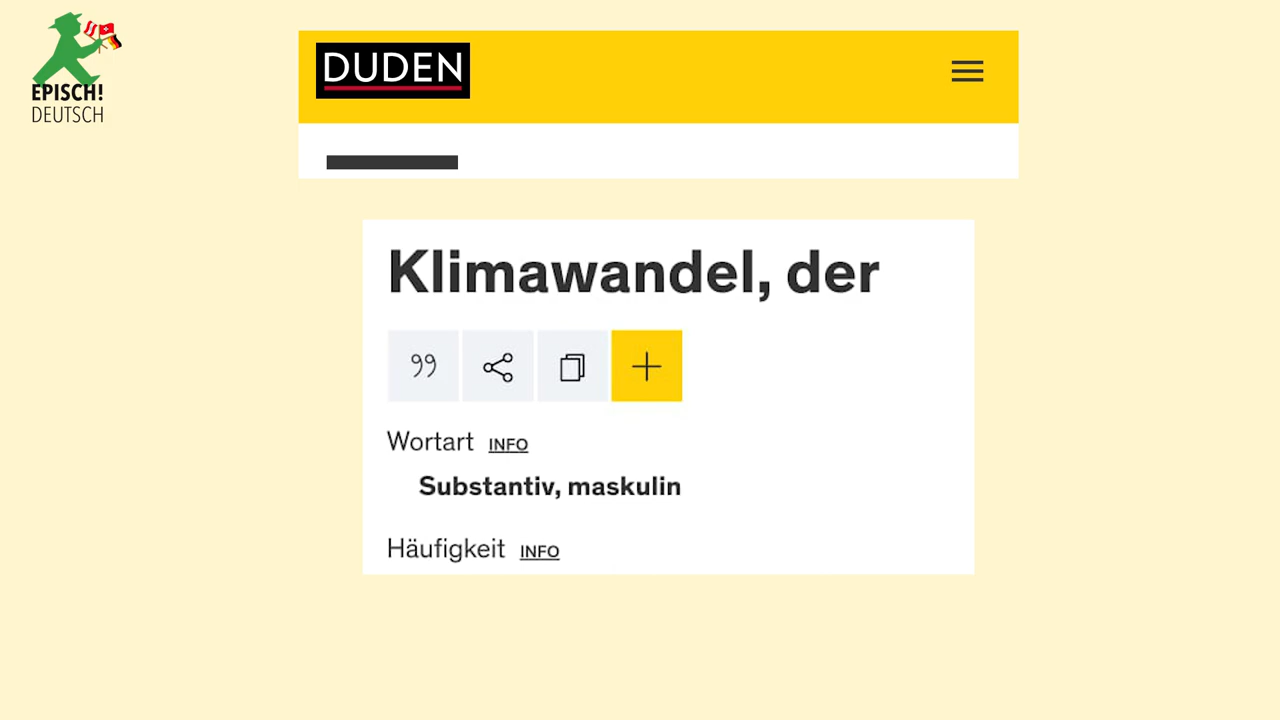 EPISCH!
DEUTSCH
DUDEN
Klimawandel, der
Wortart INFO
Substantiv, maskulin
Häufigkeit INFO